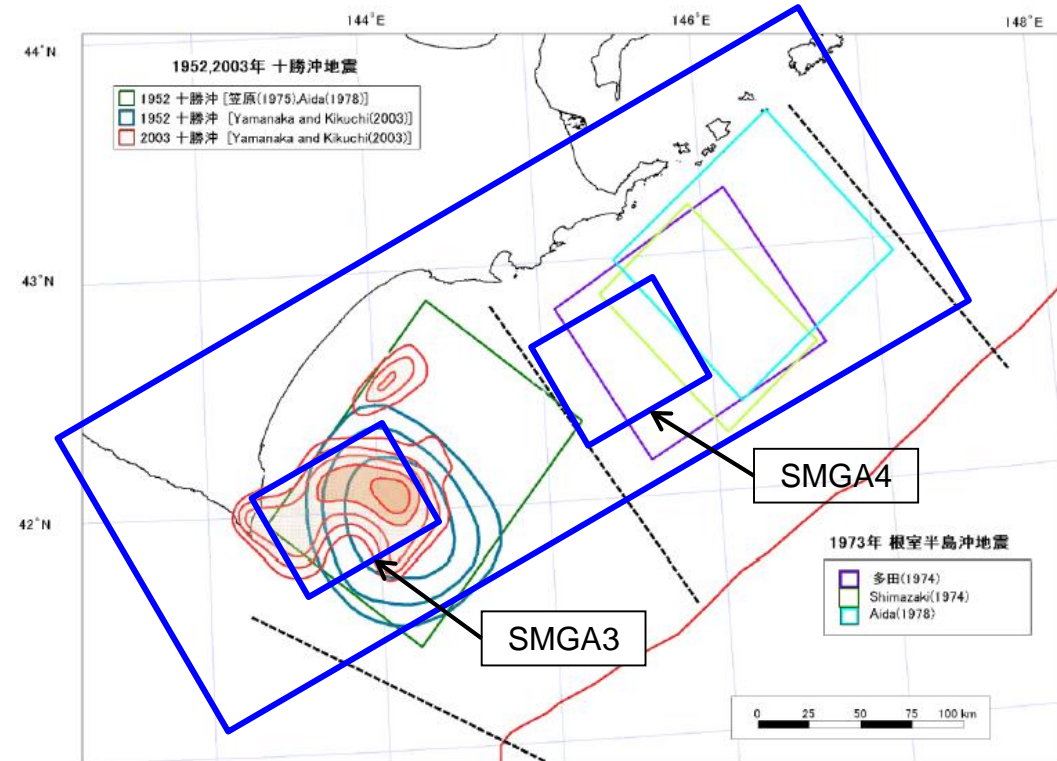 144°E
146°E
148°E
44°N
1952,2003年 十勝沖地震
1952 十勝沖 [笠原(1975),Aida(1978)]
1952 十勝沖 [Yamanaka and Kikuchi(2003)]
2003 十勝沖 [Yamanaka and Kikuchi(2003)]
43°N
SMGA4
42°N
1973年 根室半島沖地震
多田(1974)
Shimazaki(1974)
Aida(1978)
SMGA3
0 25 50 75 100 km